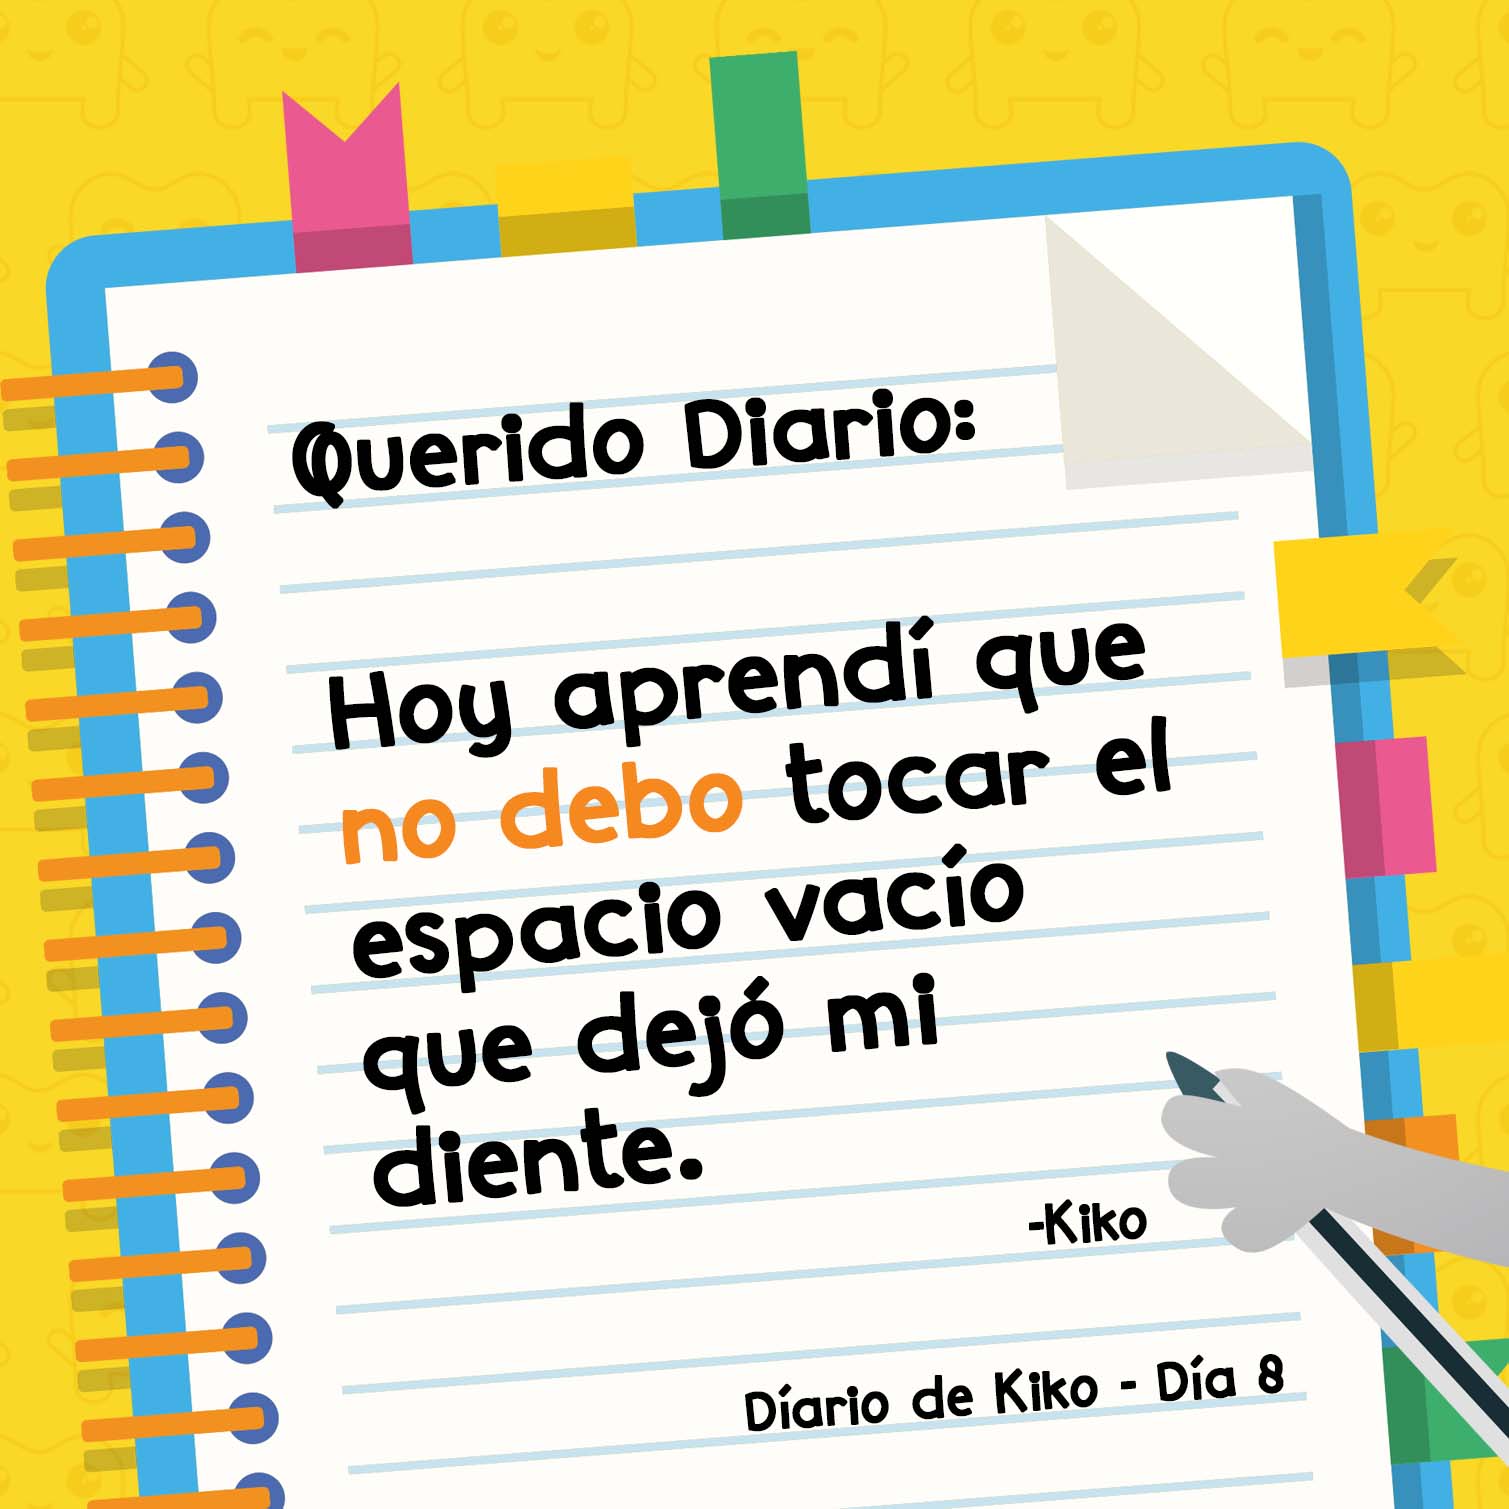 Querido Diario:
Hoy aprendí que
no debo tocar el
espacio vacío
que dejó mi
diente.
-Kiko
Díario de Kiko - Día 8